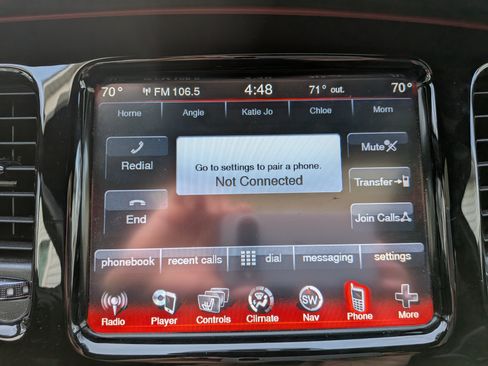 70° FM 106.5 4:48 71° out. 70°
Home Angie Katie Jo Chloe Mom
Redial
Go to settings to pair a phone.
Not Connected
Mute
Transfer
End
Join Calls
phonebook recent calls dial messaging settings
SW
Radio Player Controls Climate Nav Phone More